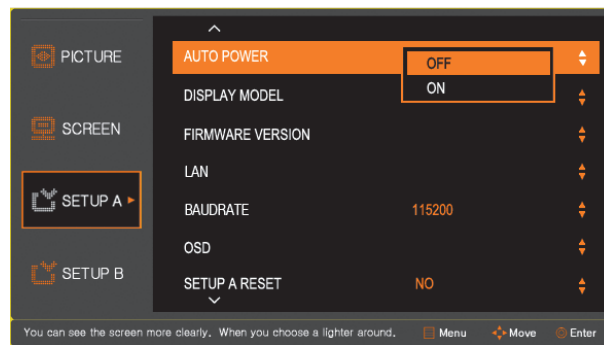 PICTURE
SCREEN
SETUP A
SETUP B
AUTO POWER
OFF
ON
DISPLAY MODEL
FIRMWARE VERSION
LAN
BAUDRATE 115200
OSD
SETUP A RESET NO
You can see the screen more clearly. When you choose a lighter around. Menu Move Enter